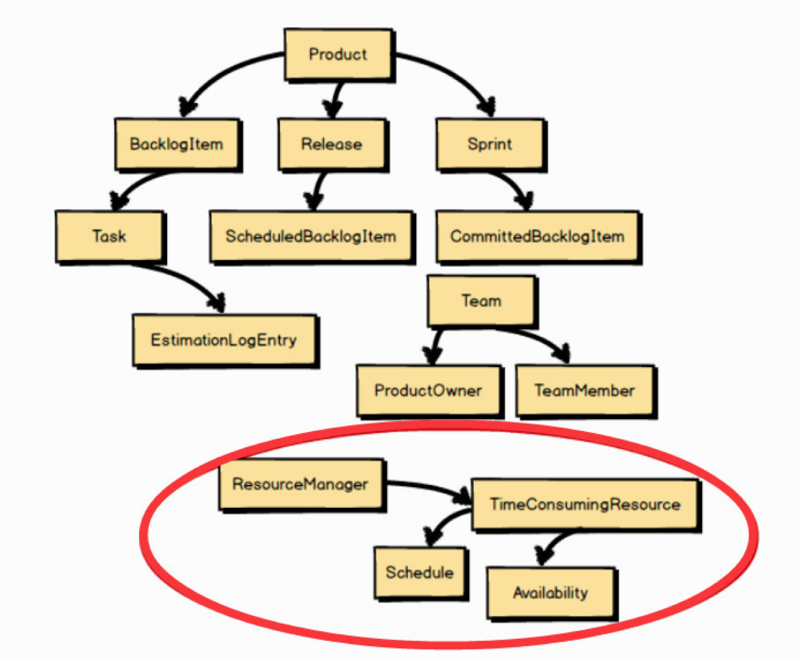 Product
BacklogItem
Release
Sprint
Task
ScheduledBacklogItem
CommittedBacklogItem
Team
EstimationLogEntry
ProductOwner
TeamMember
ResourceManager
TimeConsumingResource
Schedule
Availability